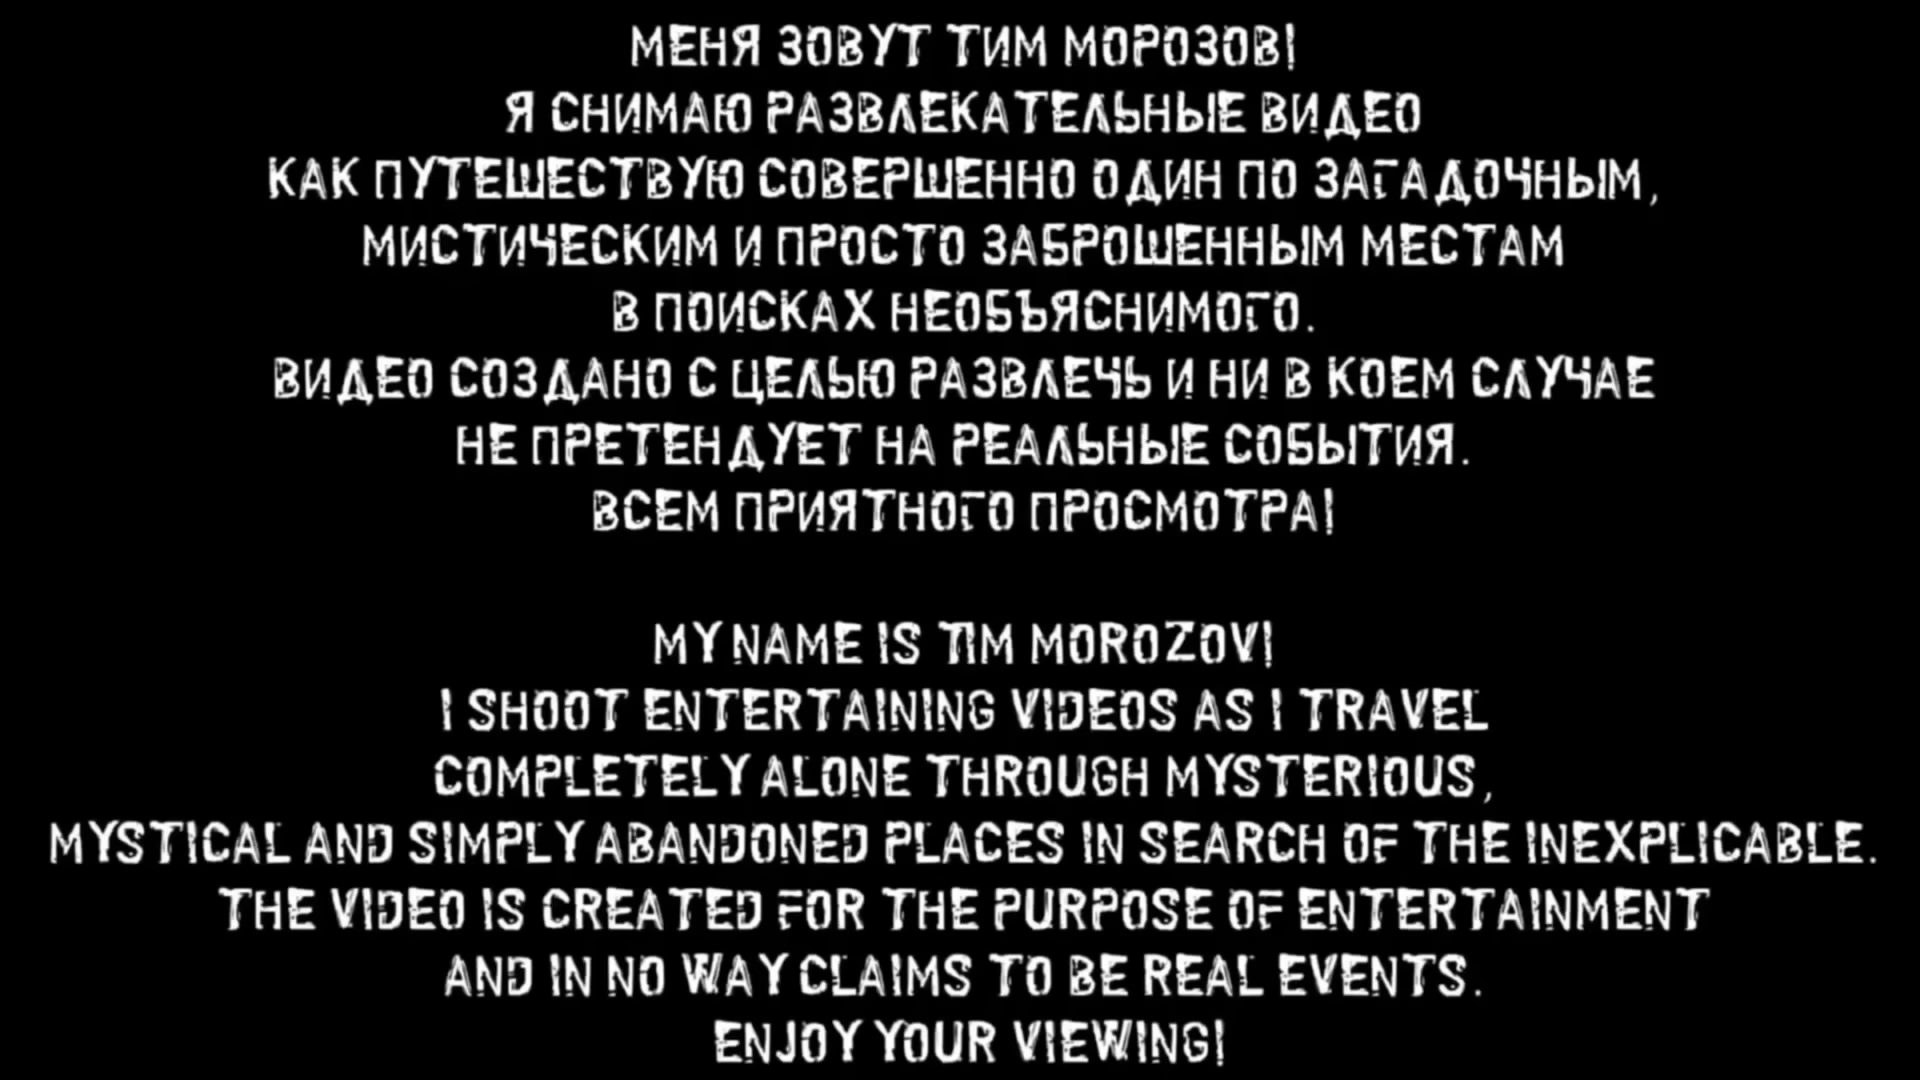 МЕНЯ ЗОВУТ ТИМ МОРОЗОВ!
Я СНИМАЮ РАЗВЛЕКАТЕЛЬНЫЕ ВИДЕО
КАК ПУТЕШЕСТВУЮ СОВЕРШЕННО ОДИН ПО ЗАГАДОЧНЫМ,
МИСТИЧЕСКИМ И ПРОСТО ЗАБРОШЕННЫМ МЕСТАМ
В ПОИСКАХ НЕОБЪЯСНИМОГО.
ВИДЕО СОЗДАНО С ЦЕЛЬЮ РАЗВЛЕЧЬ И НИ В КОЕМ СЛУЧАЕ
НЕ ПРЕТЕНДУЕТ НА РЕАЛЬНЫЕ СОБЫТИЯ.
ВСЕМ ПРИЯТНОГО ПРОСМОТРА!
MY NAME IS TIM MOROZOV!
I SHOOT ENTERTAINING VIDEOS AS I TRAVEL
COMPLETELY ALONE THROUGH MYSTERIOUS,
MYSTICAL AND SIMPLY ABANDONED PLACES IN SEARCH OF THE INEXPLICABLE.
THE VIDEO IS CREATED FOR THE PURPOSE OF ENTERTAINMENT
AND IN NO WAY CLAIMS TO BE REAL EVENTS.
ENJOY YOUR VIEWING!